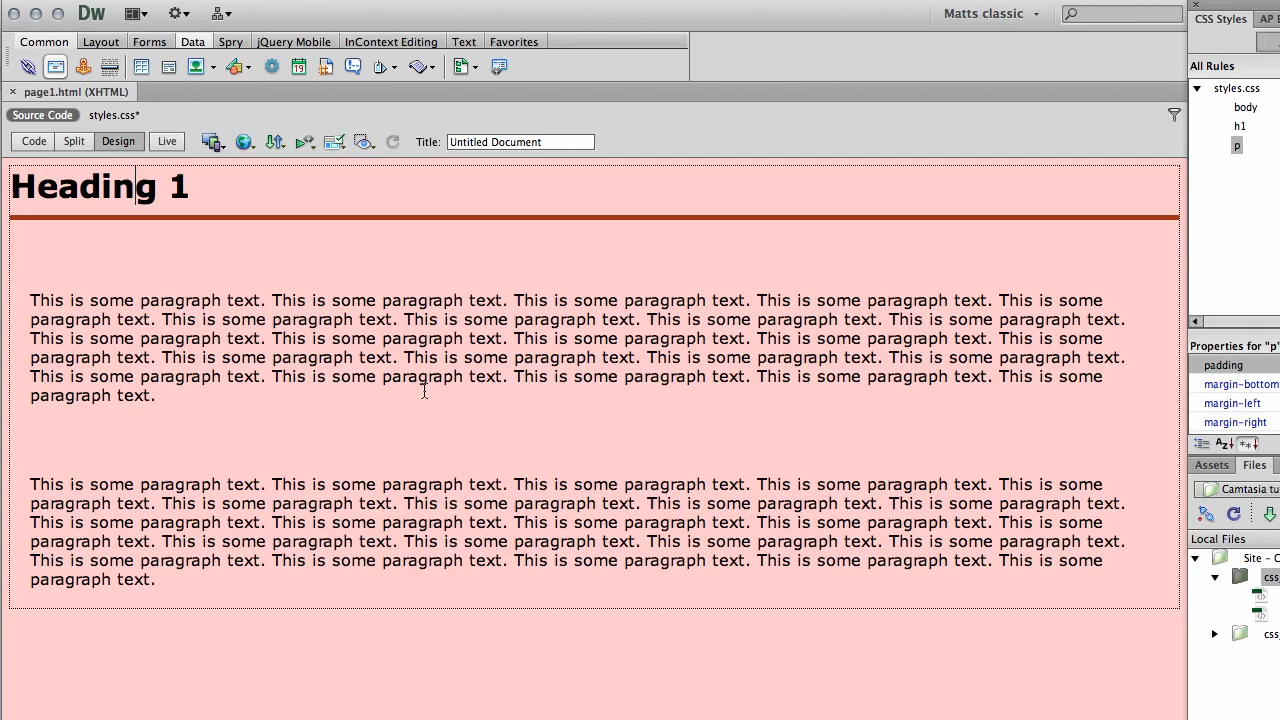 Dw
Matts classic
CSS Styles
AP E
Common
Layout
Forms
Data
Spry
jQuery Mobile
InContext Editing
Text
Favorites
All Rules
page1.html (XHTML)
styles.css
Source Code
styles.css*
body
h1
p
Code
Split
Design
Live
Title:
Untitled Document
Heading 1
This is some paragraph text. This is some paragraph text. This is some paragraph text. This is some paragraph text. This is some
paragraph text. This is some paragraph text. This is some paragraph text. This is some paragraph text. This is some paragraph text.
This is some paragraph text. This is some paragraph text. This is some paragraph text. This is some paragraph text. This is some
paragraph text. This is some paragraph text. This is some paragraph text. This is some paragraph text. This is some paragraph text.
This is some paragraph text. This is some paragraph text. This is some paragraph text. This is some paragraph text. This is some
paragraph text.
This is some paragraph text. This is some paragraph text. This is some paragraph text. This is some paragraph text. This is some
paragraph text. This is some paragraph text. This is some paragraph text. This is some paragraph text. This is some paragraph text.
This is some paragraph text. This is some paragraph text. This is some paragraph text. This is some paragraph text. This is some
paragraph text. This is some paragraph text. This is some paragraph text. This is some paragraph text. This is some paragraph text.
This is some paragraph text. This is some paragraph text. This is some paragraph text. This is some paragraph text. This is some
paragraph text.
Properties for "p"
padding
margin-bottom
margin-left
margin-right
Assets
Files
Camtasia tu
Local Files
Site - C
css
css